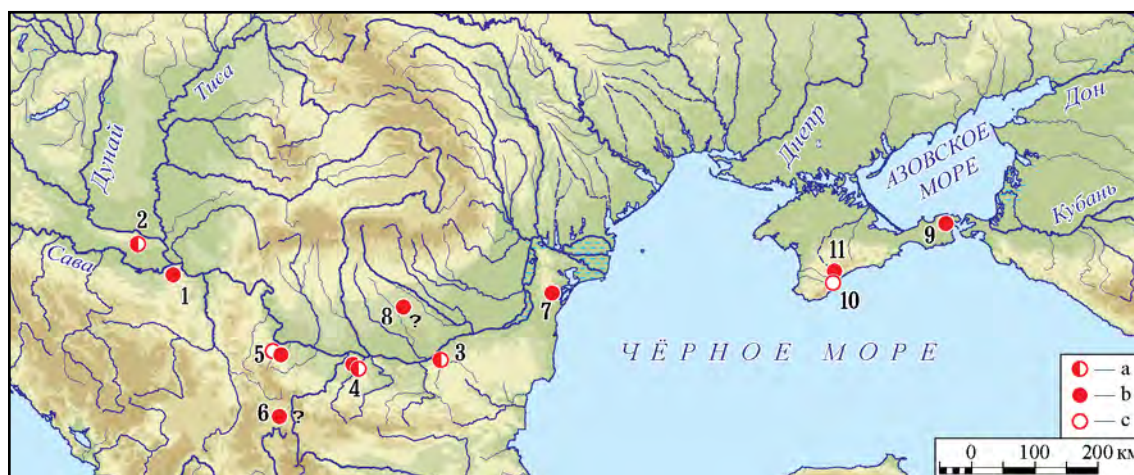 Тиса
Дунай
Днепр
Дон
АЗОВСКОЕ
МОРЕ
Кубань
2
Сава
1
9
11
10
7
8 ?
5
3
4
6 ?
ЧЁРНОЕ МОРЕ
a
b
c
0 100 200 км